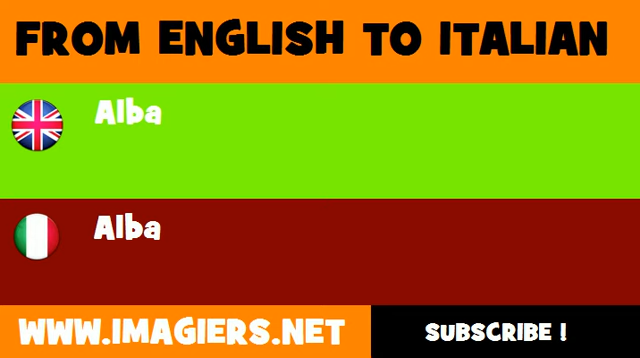 FROM ENGLISH TO ITALIAN
Alba
Alba
WWW.IMAGIERS.NET
SUBSCRIBE !